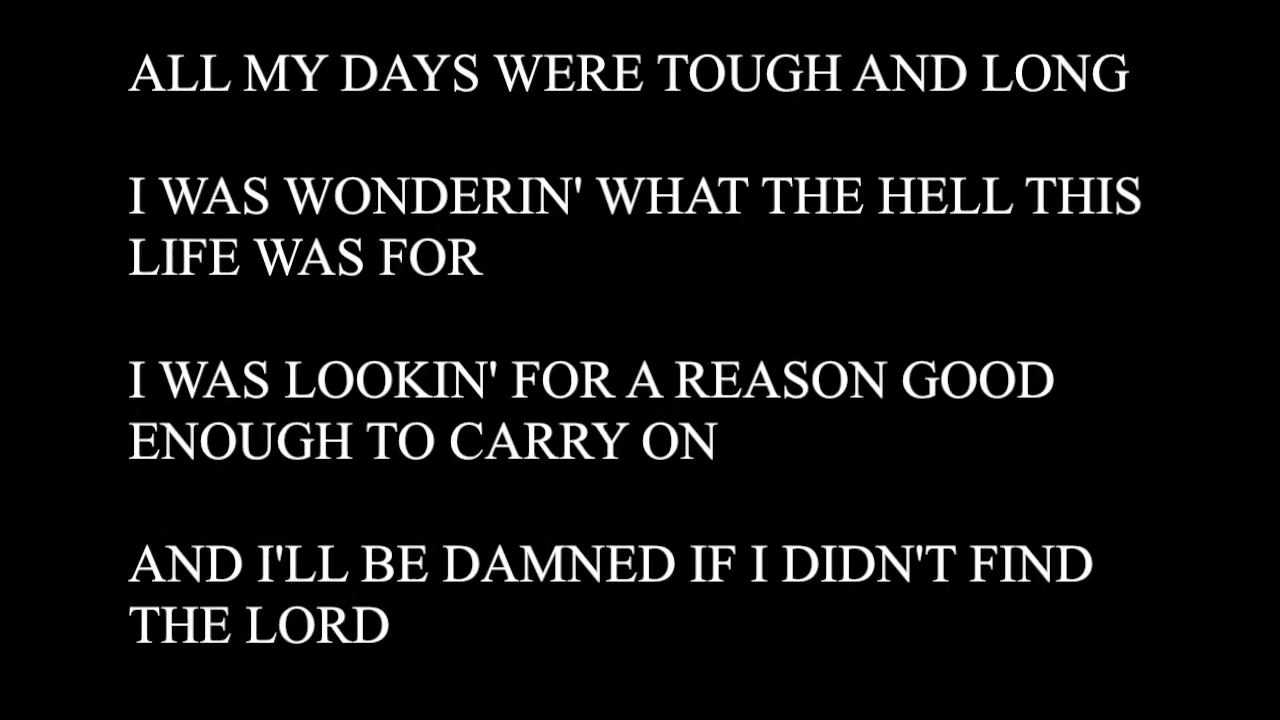 ALL MY DAYS WERE TOUGH AND LONG
I WAS WONDERIN' WHAT THE HELL THIS
LIFE WAS FOR
I WAS LOOKIN' FOR A REASON GOOD
ENOUGH TO CARRY ON
AND I'LL BE DAMNED IF I DIDN'T FIND
THE LORD